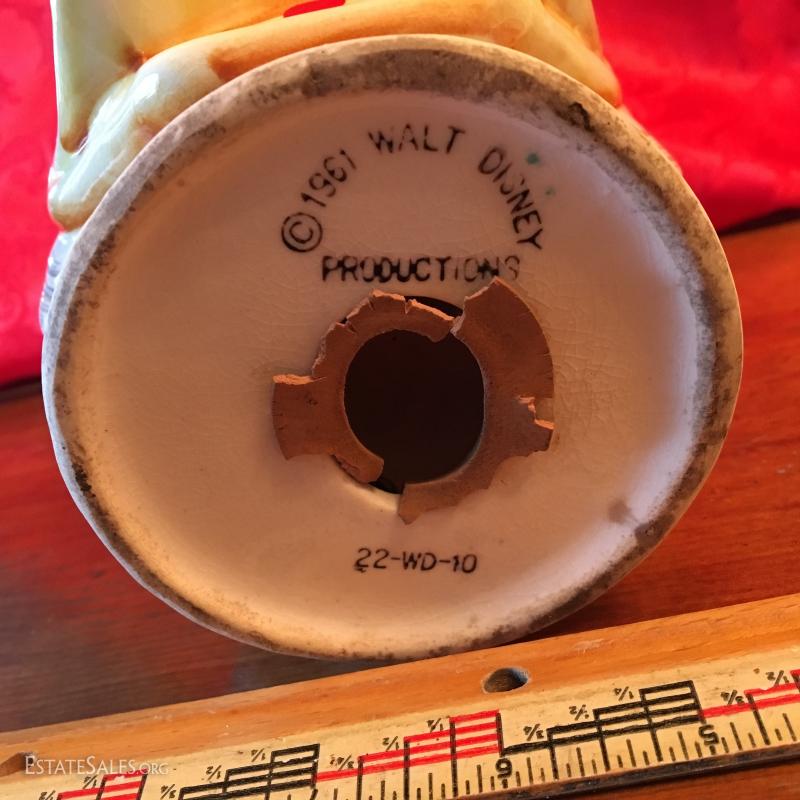 © 1961 WALT DISNEY
PRODUCTIONS
22-WD-10
ESTATESALES.ORG